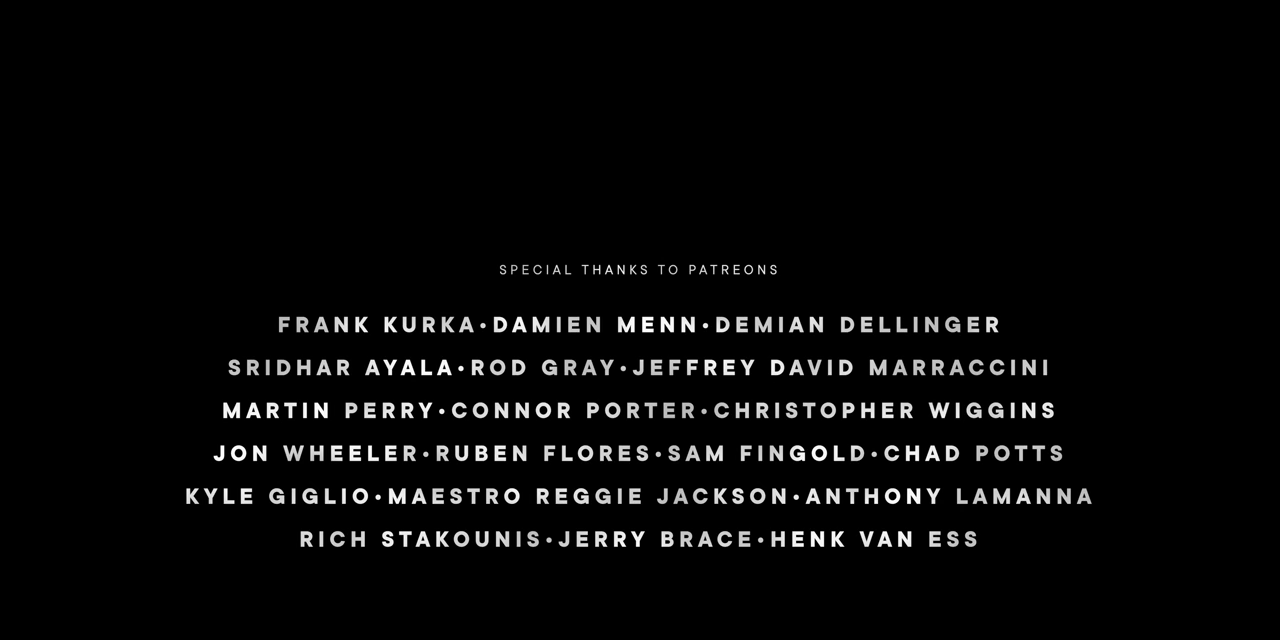 SPECIAL THANKS TO PATREONS
FRANK KURKA•DAMIEN MENN•DEMIAN DELLINGER
SRIDHAR AYALA•ROD GRAY•JEFFREY DAVID MARRACCINI
MARTIN PERRY•CONNOR PORTER•CHRISTOPHER WIGGINS
JON WHEELER•RUBEN FLORES•SAM FINGOLD•CHAD POTTS
KYLE GIGLIO•MAESTRO REGGIE JACKSON•ANTHONY LAMANNA
RICH STAKOUNIS•JERRY BRACE•HENK VAN ESS